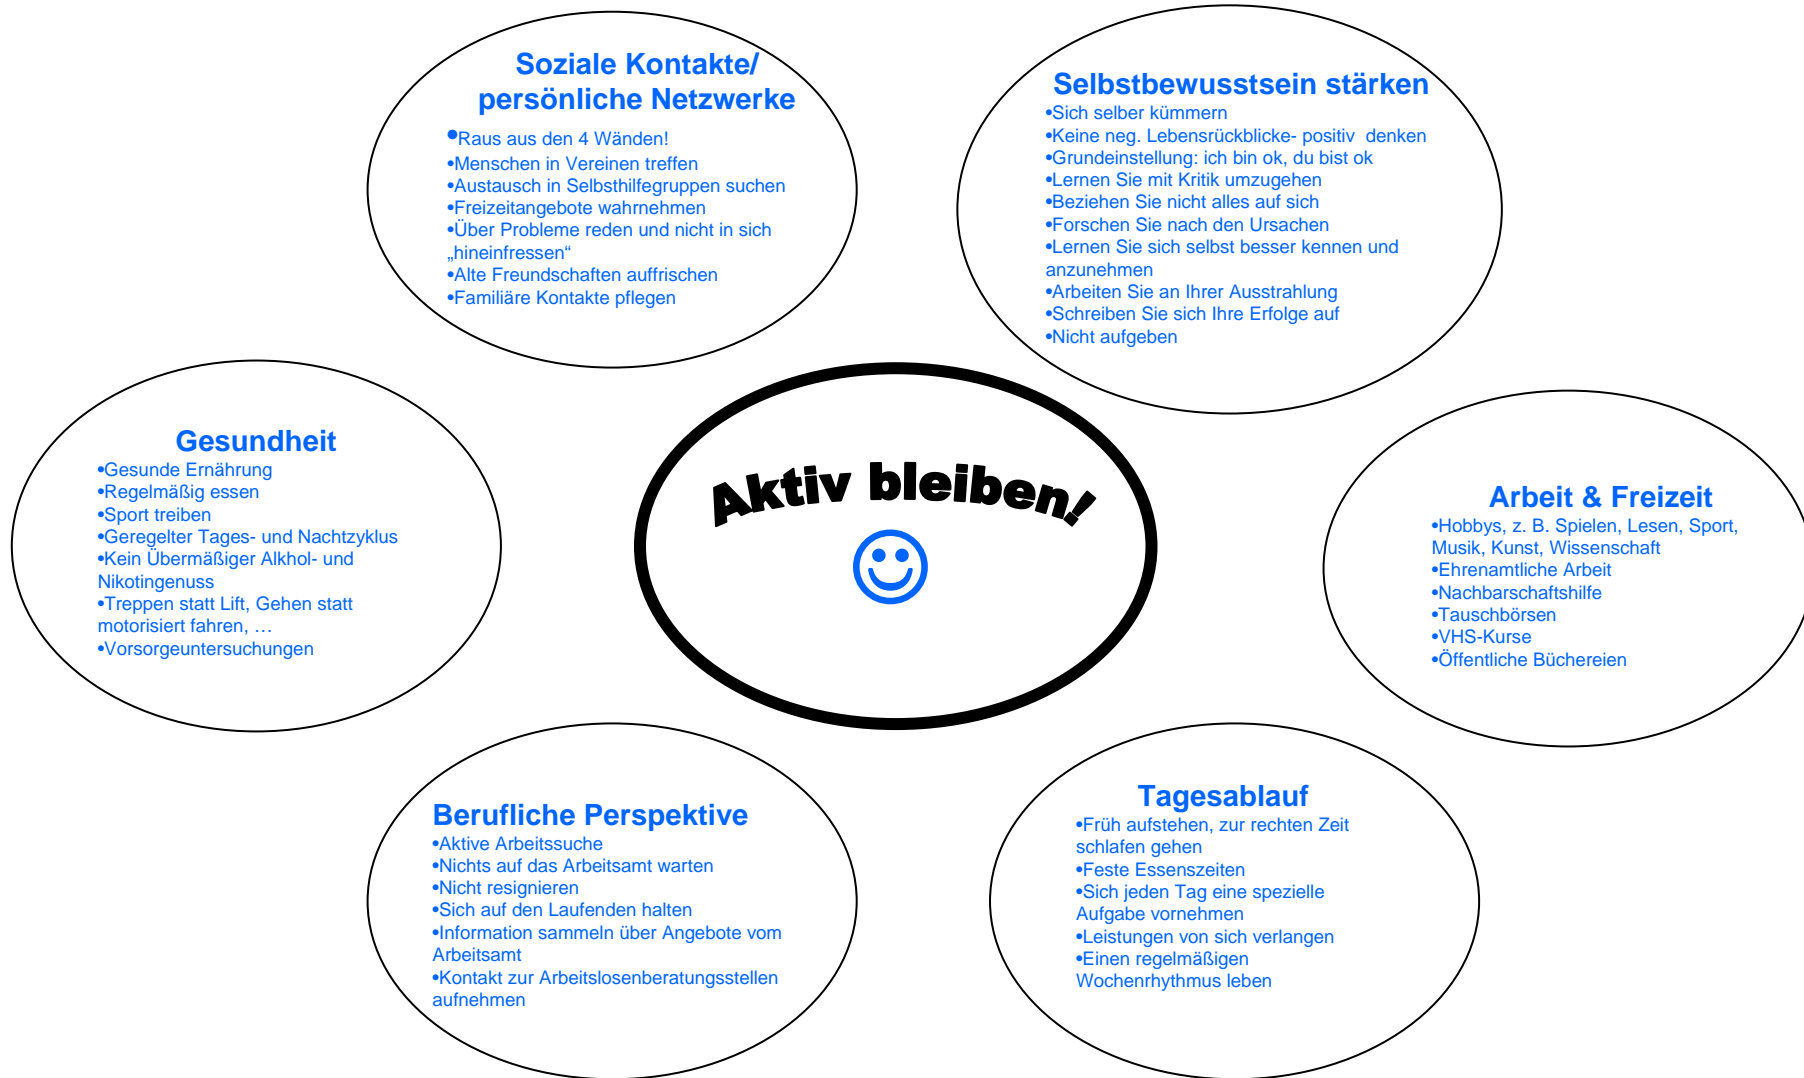 Soziale Kontakte/
persönliche Netzwerke
•Raus aus den 4 Wänden!
•Menschen in Vereinen treffen
•Austausch in Selbsthilfegruppen suchen
•Freizeitangebote wahrnehmen
•Über Probleme reden und nicht in sich
„hineinfressen“
•Alte Freundschaften auffrischen
•Familiäre Kontakte pflegen
Selbstbewusstsein stärken
•Sich selber kümmern
•Keine neg. Lebensrückblicke- positiv  denken
•Grundeinstellung: ich bin ok, du bist ok
•Lernen Sie mit Kritik umzugehen
•Beziehen Sie nicht alles auf sich
•Forschen Sie nach den Ursachen
•Lernen Sie sich selbst besser kennen und
anzunehmen
•Arbeiten Sie an Ihrer Ausstrahlung
•Schreiben Sie sich Ihre Erfolge auf
•Nicht aufgeben
Gesundheit
•Gesunde Ernährung
•Regelmäßig essen
•Sport treiben
•Geregelter Tages- und Nachtzyklus
•Kein Übermäßiger Alkhol- und
Nikotingenuss
•Treppen statt Lift, Gehen statt
motorisiert fahren, …
•Vorsorgeuntersuchungen
Aktiv bleiben!
Arbeit & Freizeit
•Hobbys, z. B. Spielen, Lesen, Sport,
Musik, Kunst, Wissenschaft
•Ehrenamtliche Arbeit
•Nachbarschaftshilfe
•Tauschbörsen
•VHS-Kurse
•Öffentliche Büchereien
Berufliche Perspektive
•Aktive Arbeitssuche
•Nichts auf das Arbeitsamt warten
•Nicht resignieren
•Sich auf den Laufenden halten
•Information sammeln über Angebote vom
Arbeitsamt
•Kontakt zur Arbeitslosenberatungsstellen
aufnehmen
Tagesablauf
•Früh aufstehen, zur rechten Zeit
schlafen gehen
•Feste Essenszeiten
•Sich jeden Tag eine spezielle
Aufgabe vornehmen
•Leistungen von sich verlangen
•Einen regelmäßigen
Wochenrhythmus leben